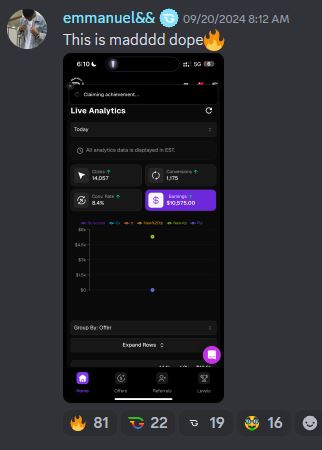 emmanuel&& 09/20/2024 8:12 AM
This is madddd dope🔥
6:10 5G
Claiming achievement...
Live Analytics
Today
All analytics data is displayed in EST.
Clicks ↑
14,057
Conversions ↑
1,175
Conv. Rate ↑
8.4%
Earnings ↑
$10,575.00
$6k
$4.5k
$3k
$1.5k
$0
Group By: Offer
Expand Rows
Home
Offers
Referrals
Levels
81
22
19
16